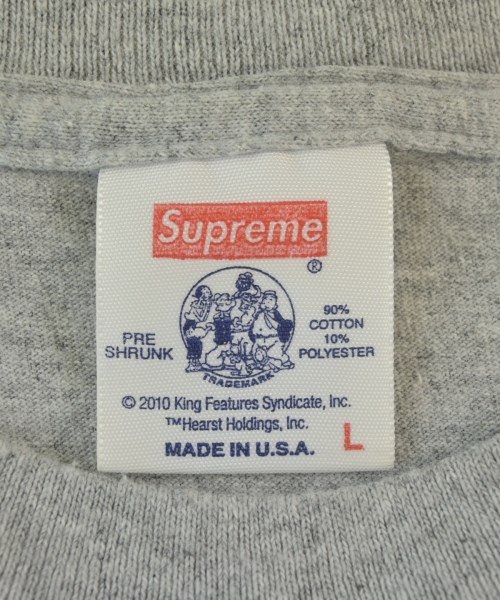 Supreme
®
PRE
SHRUNK
90%
COTTON
10%
POLYESTER
TRADEMARK
© 2010 King Features Syndicate, Inc.
™Hearst Holdings, Inc.
MADE IN U.S.A.
L